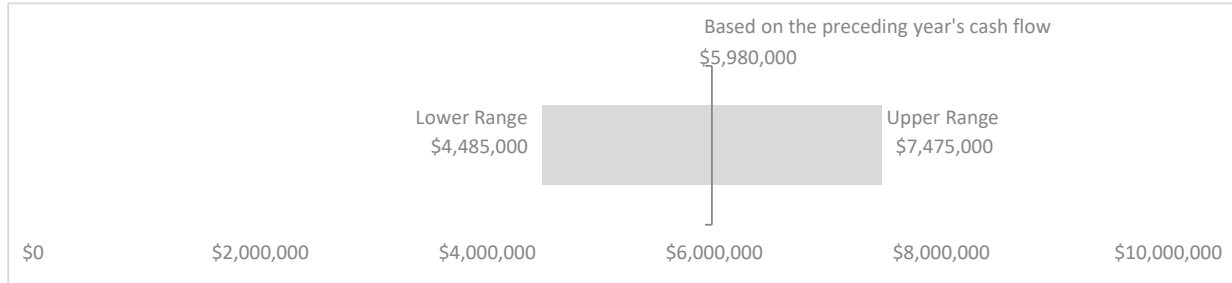 Based on the preceding year's cash flow
$5,980,000
Lower Range
$4,485,000
Upper Range
$7,475,000
$0 $2,000,000 $4,000,000 $6,000,000 $8,000,000 $10,000,000